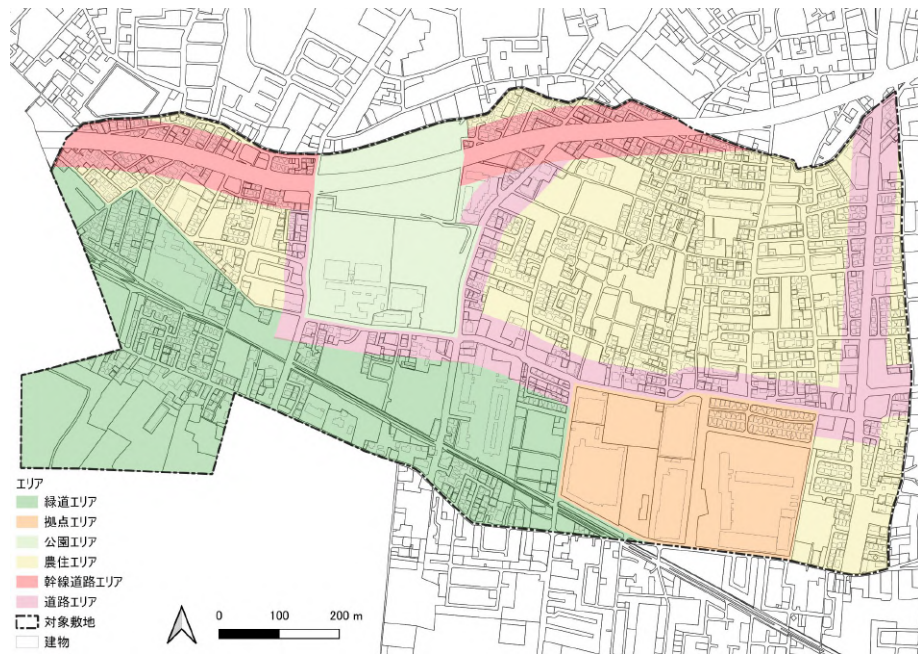 エリア
緑道エリア
拠点エリア
公園エリア
農住エリア
幹線道路エリア
道路エリア
対象敷地
建物
0 100 200 m